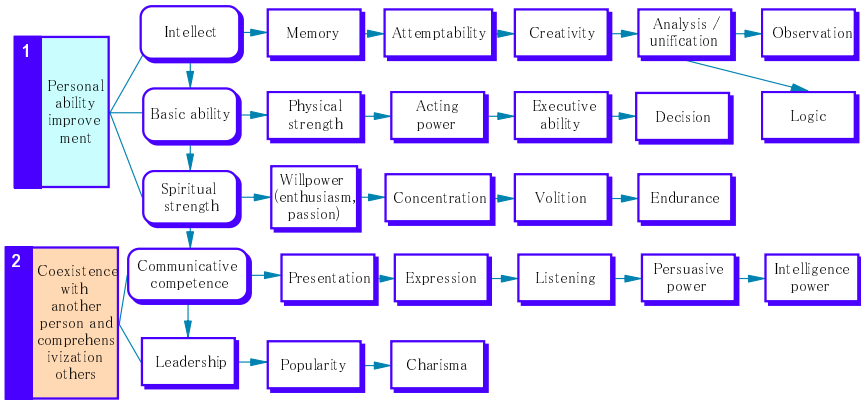 1
Personal
ability
improve
ment
Intellect
Memory
Attemptability
Creativity
Analysis /
unification
Observation
Logic
Basic ability
Physical
strength
Acting
power
Executive
ability
Decision
Spiritual
strength
Willpower
(enthusiasm,
passion)
Concentration
Volition
Endurance
2
Coexistence
with
another
person and
comprehens
ivization
others
Communicative
competence
Presentation
Expression
Listening
Persuasive
power
Intelligence
power
Leadership
Popularity
Charisma